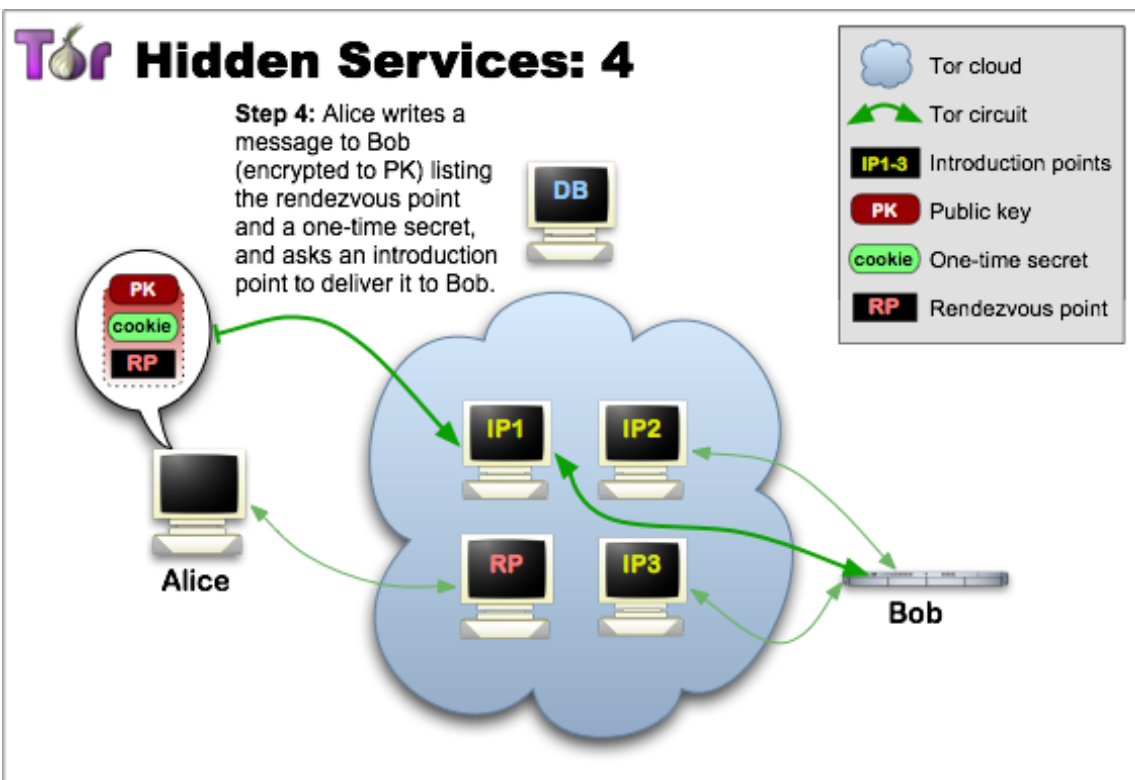 Tor Hidden Services: 4
Step 4: Alice writes a
message to Bob
(encrypted to PK) listing
the rendezvous point
and a one-time secret,
and asks an introduction
point to deliver it to Bob.
DB
Tor cloud
Tor circuit
IP1-3 Introduction points
PK Public key
cookie One-time secret
RP Rendezvous point
PK
cookie
RP
IP1
IP2
RP
IP3
Alice
Bob